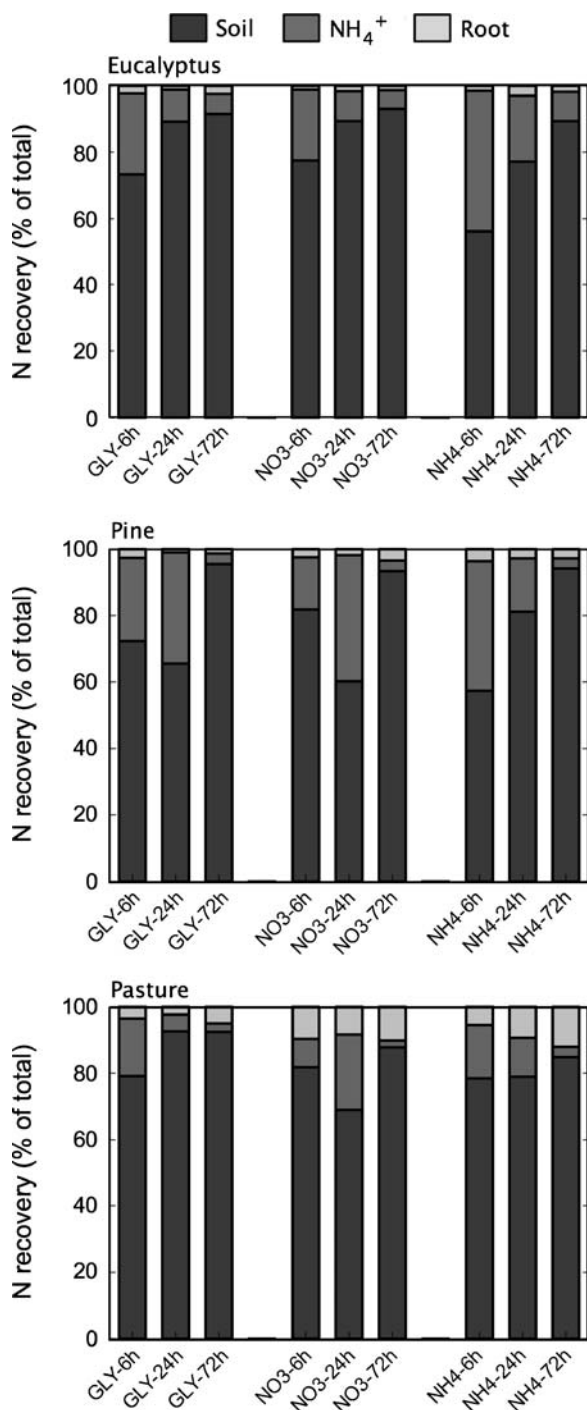 Soil NH₄⁺ Root
Eucalyptus
N recovery (% of total)
100
80
60
40
20
0
GLY-6h GLY-24h GLY-72h NO3-6h NO3-24h NO3-72h NH4-6h NH4-24h NH4-72h
Pine
N recovery (% of total)
100
80
60
40
20
0
GLY-6h GLY-24h GLY-72h NO3-6h NO3-24h NO3-72h NH4-6h NH4-24h NH4-72h
Pasture
N recovery (% of total)
100
80
60
40
20
0
GLY-6h GLY-24h GLY-72h NO3-6h NO3-24h NO3-72h NH4-6h NH4-24h NH4-72h